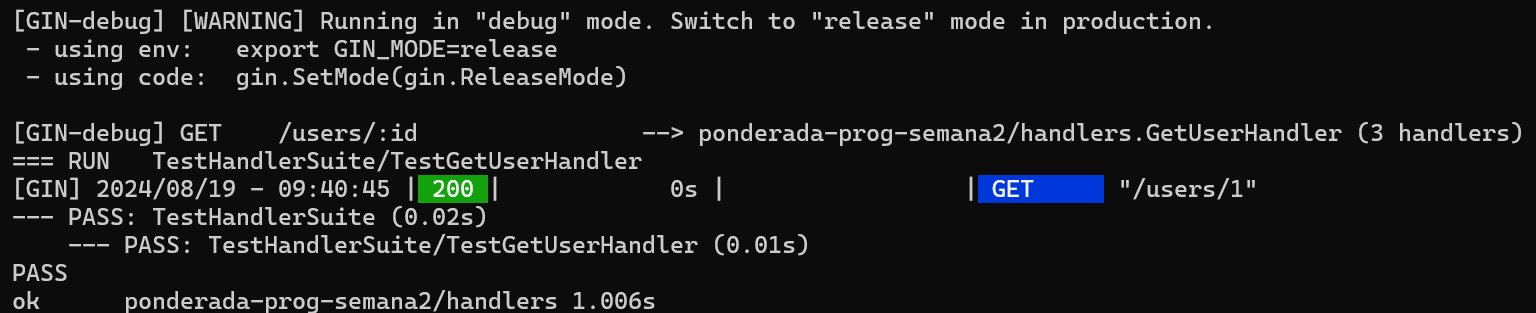 [GIN-debug] [WARNING] Running in "debug" mode. Switch to "release" mode in production.
 - using env:   export GIN_MODE=release
 - using code:  gin.SetMode(gin.ReleaseMode)

[GIN-debug] GET    /users/:id                --> ponderada-prog-semana2/handlers.GetUserHandler (3 handlers)
=== RUN   TestHandlerSuite/TestGetUserHandler
[GIN] 2024/08/19 - 09:40:45 | 200 |            0s |                 | GET      "/users/1"
--- PASS: TestHandlerSuite (0.02s)
    --- PASS: TestHandlerSuite/TestGetUserHandler (0.01s)
PASS
ok      ponderada-prog-semana2/handlers 1.006s